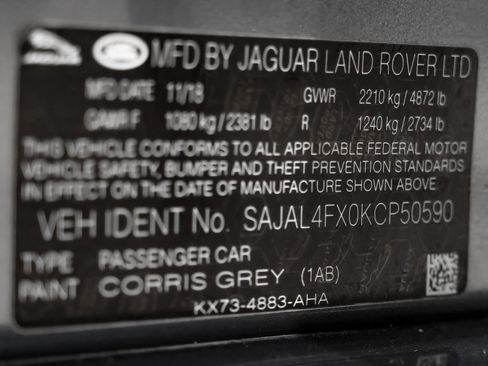 MFD BY JAGUAR LAND ROVER LTD
MFD DATE 11/18 GVWR 2210 kg / 4872 lb
GAWR F 1080 kg / 2381 lb R 1240 kg / 2734 lb
THIS VEHICLE CONFORMS TO ALL APPLICABLE FEDERAL MOTOR
VEHICLE SAFETY, BUMPER AND THEFT PREVENTION STANDARDS
IN EFFECT ON THE DATE OF MANUFACTURE SHOWN ABOVE.
VEH IDENT No. SAJAL4FX0KCP50590
TYPE PASSENGER CAR
PAINT CORRIS GREY (1AB)
KX73-4883-AHA